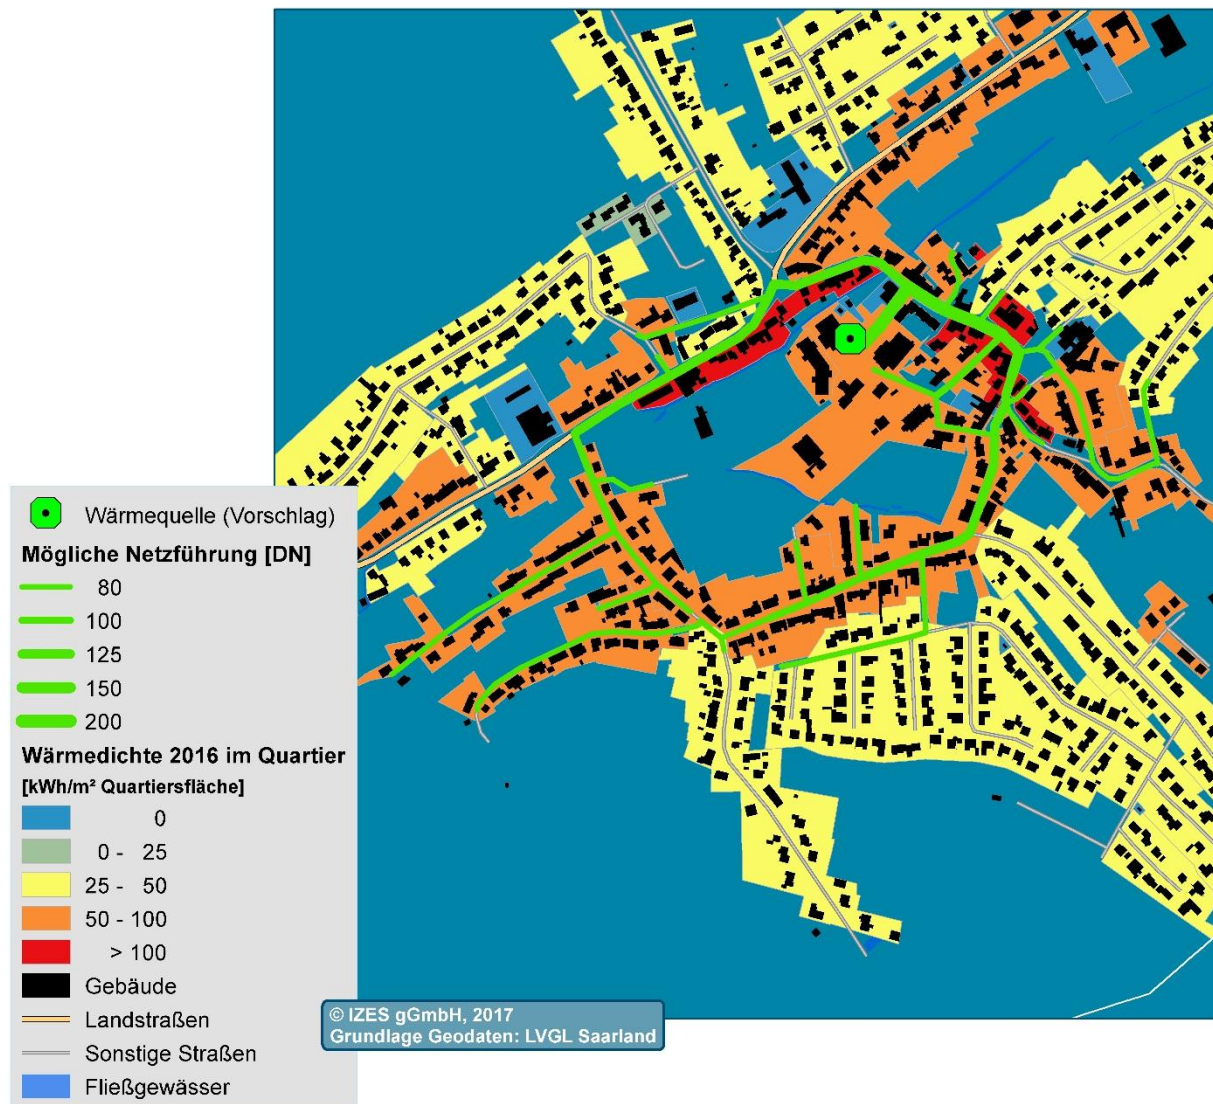 Wärmequelle (Vorschlag)
Mögliche Netzführung [DN]
80
100
125
150
200
Wärmedichte 2016 im Quartier
[kWh/m² Quartiersfläche]
0
0 - 25
25 - 50
50 - 100
> 100
Gebäude
Landstraßen
Sonstige Straßen
Fließgewässer
© IZES gGmbH, 2017
Grundlage Geodaten: LVGL Saarland